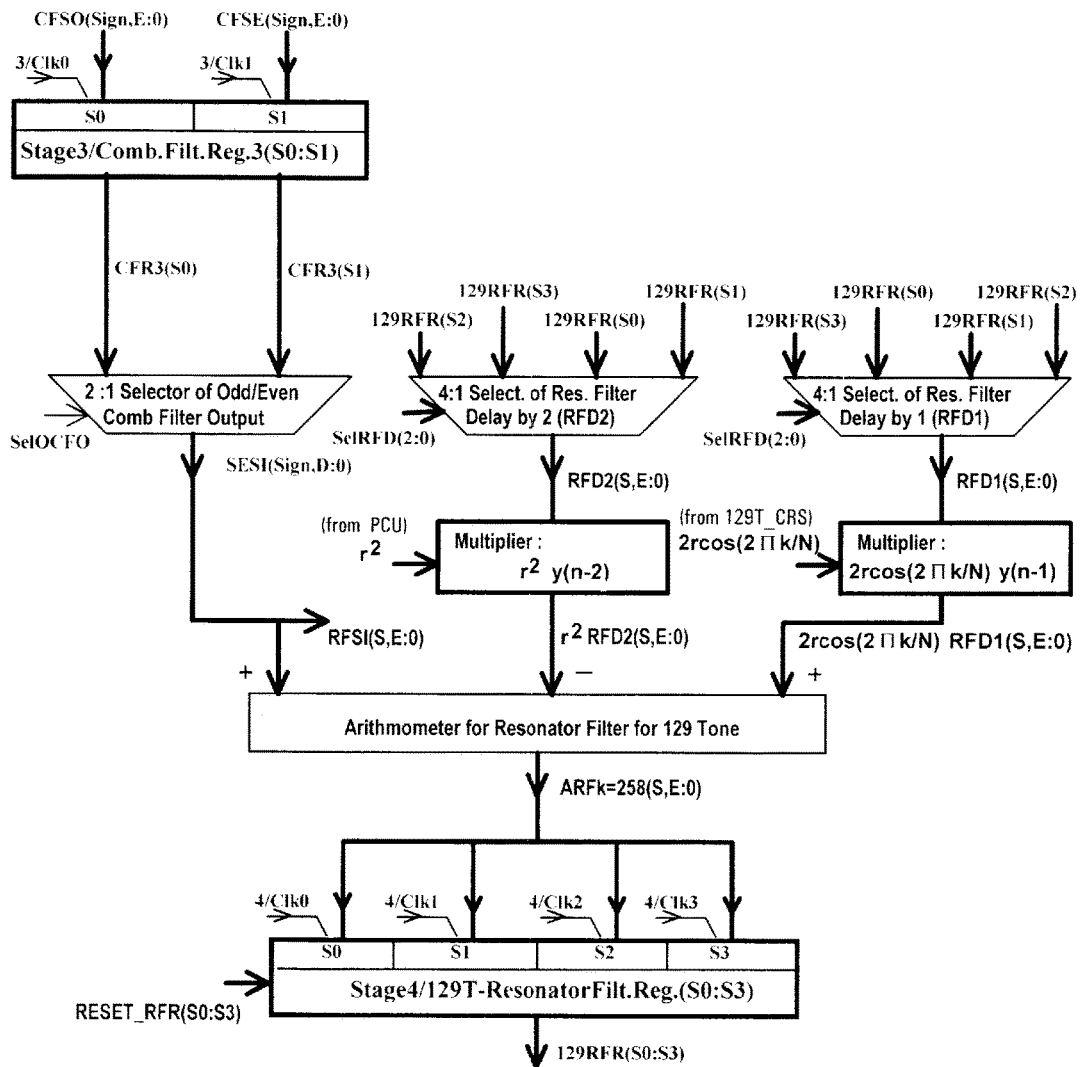 CFSO(Sign,E:0)
CFSE(Sign,E:0)
3/Clk0
3/Clk1
S0
S1
Stage3/Comb.Filt.Reg.3(S0:S1)
CFR3(S0)
CFR3(S1)
129RFR(S3)
129RFR(S1)
129RFR(S2)
129RFR(S0)
129RFR(S0)
129RFR(S2)
129RFR(S3)
129RFR(S1)
2 :1 Selector of Odd/Even
Comb Filter Output
SelOCFO
4:1 Select. of Res. Filter
Delay by 2 (RFD2)
SelRFD(2:0)
4:1 Select. of Res. Filter
Delay by 1 (RFD1)
SelRFD(2:0)
SESI(Sign,D:0)
RFD2(S,E:0)
RFD1(S,E:0)
(from PCU)
r²
Multiplier :
r² y(n-2)
(from 129T_CRS)
2rcos(2 Π k/N)
Multiplier :
2rcos(2 Π k/N) y(n-1)
RFSI(S,E:0)
r² RFD2(S,E:0)
2rcos(2 Π k/N) RFD1(S,E:0)
+
−
+
Arithmometer for Resonator Filter for 129 Tone
ARFk=258(S,E:0)
4/Clk0
4/Clk1
4/Clk2
4/Clk3
S0
S1
S2
S3
Stage4/129T-ResonatorFilt.Reg.(S0:S3)
RESET_RFR(S0:S3)
129RFR(S0:S3)